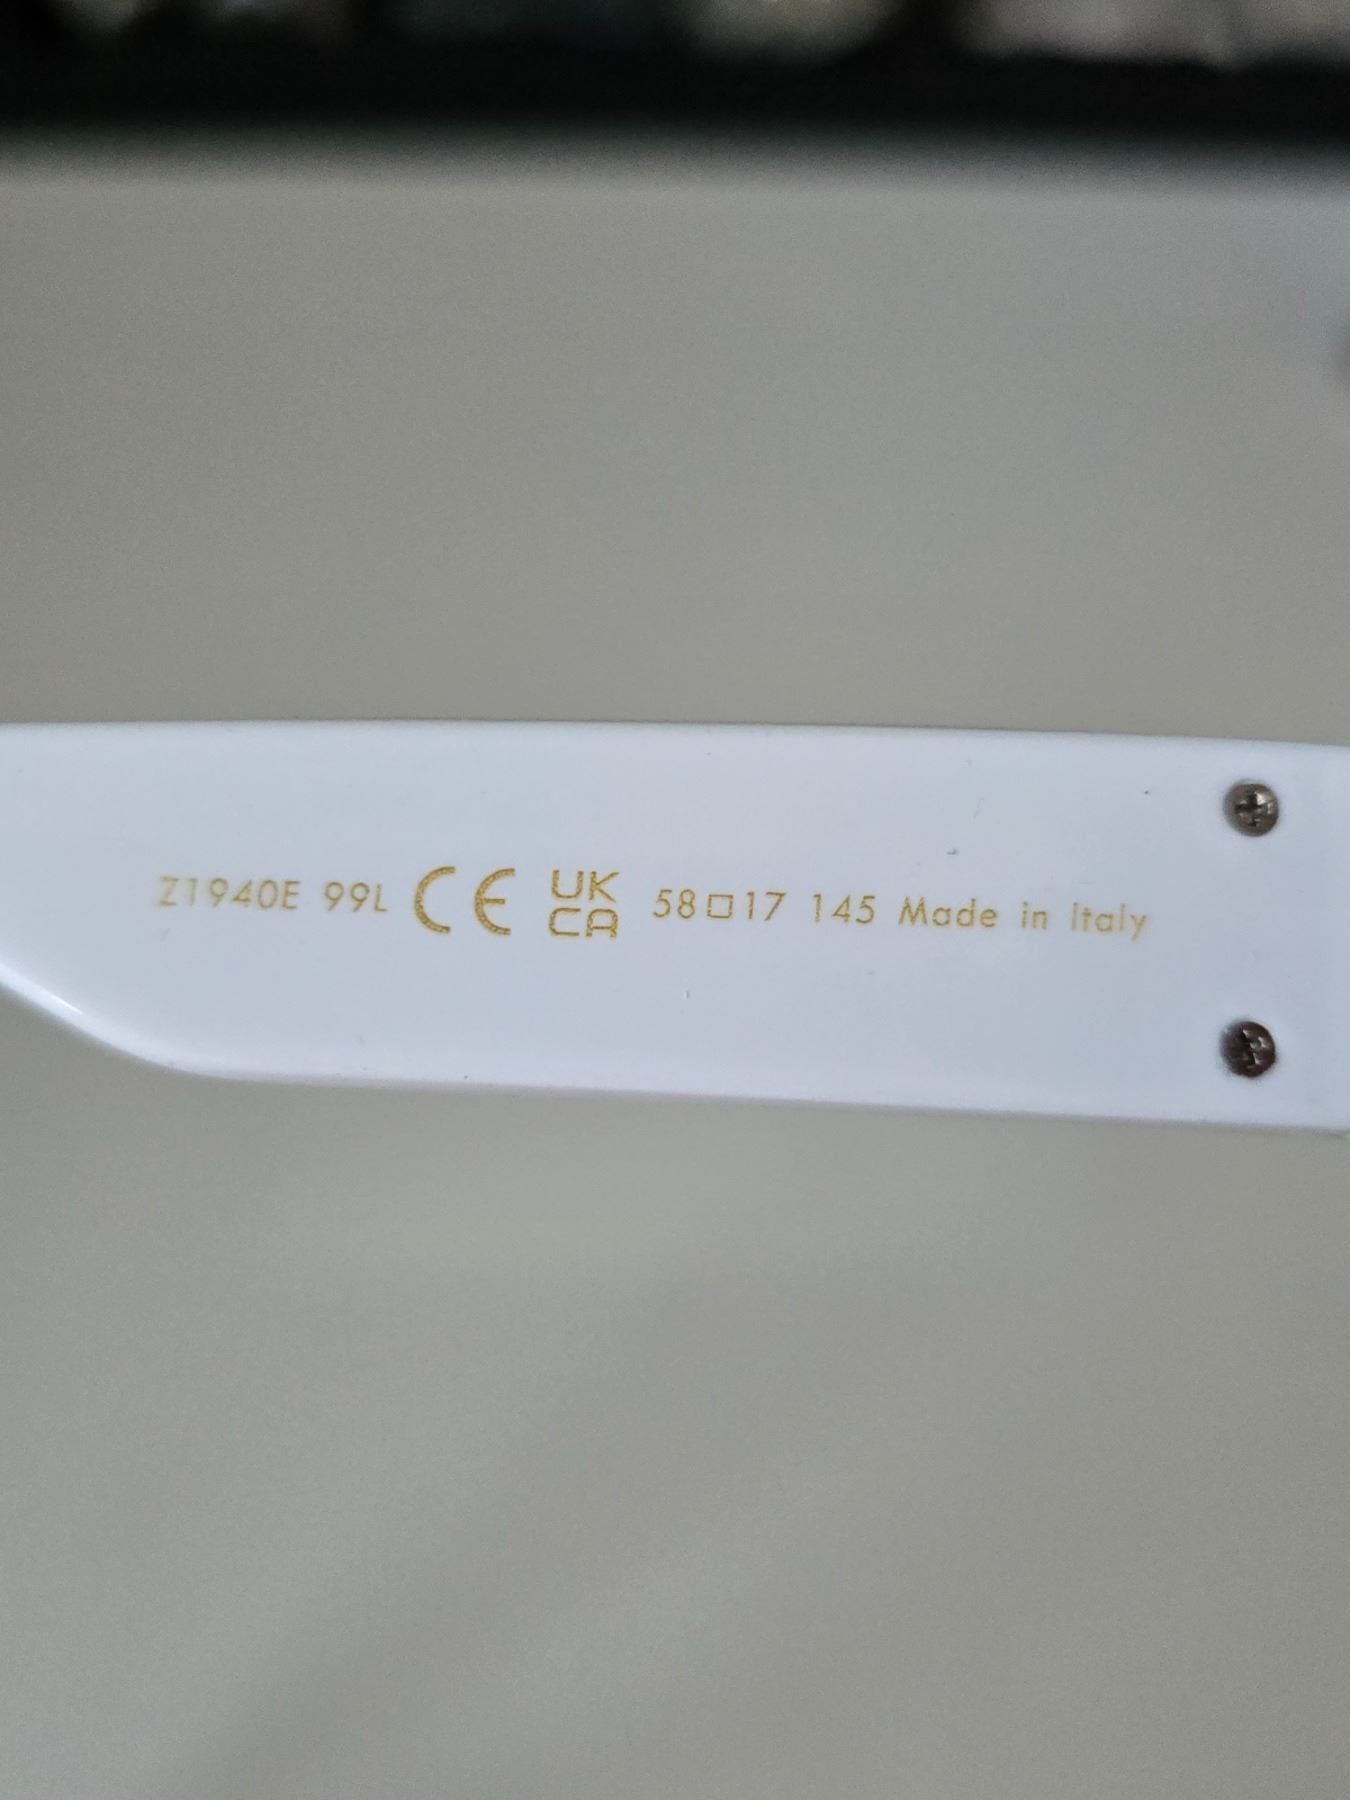 Z1940E 99L CE UK CA 58□17 145 Made in Italy